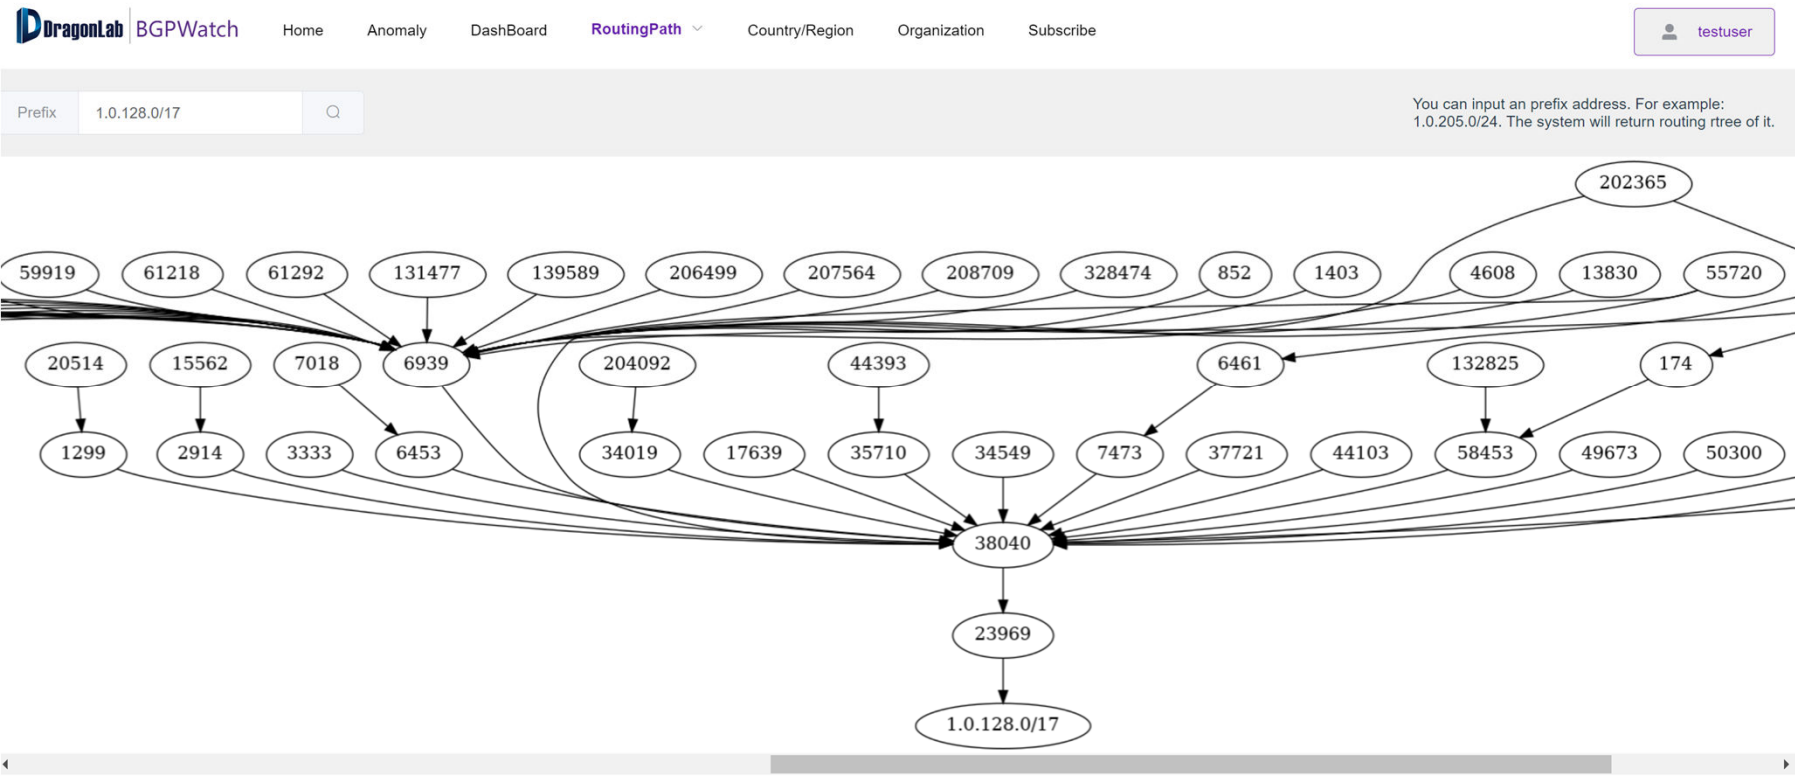 DragonLab BGPWatch Home Anomaly DashBoard RoutingPath Country/Region Organization Subscribe testuser
Prefix 1.0.128.0/17
You can input an prefix address. For example:
1.0.205.0/24. The system will return routing rtree of it.
202365
59919 61218 61292 131477 139589 206499 207564 208709 328474 852 1403 4608 13830 55720
20514 15562 7018 6939 204092 44393 6461 132825 174
1299 2914 3333 6453 34019 17639 35710 34549 7473 37721 44103 58453 49673 50300
38040
23969
1.0.128.0/17